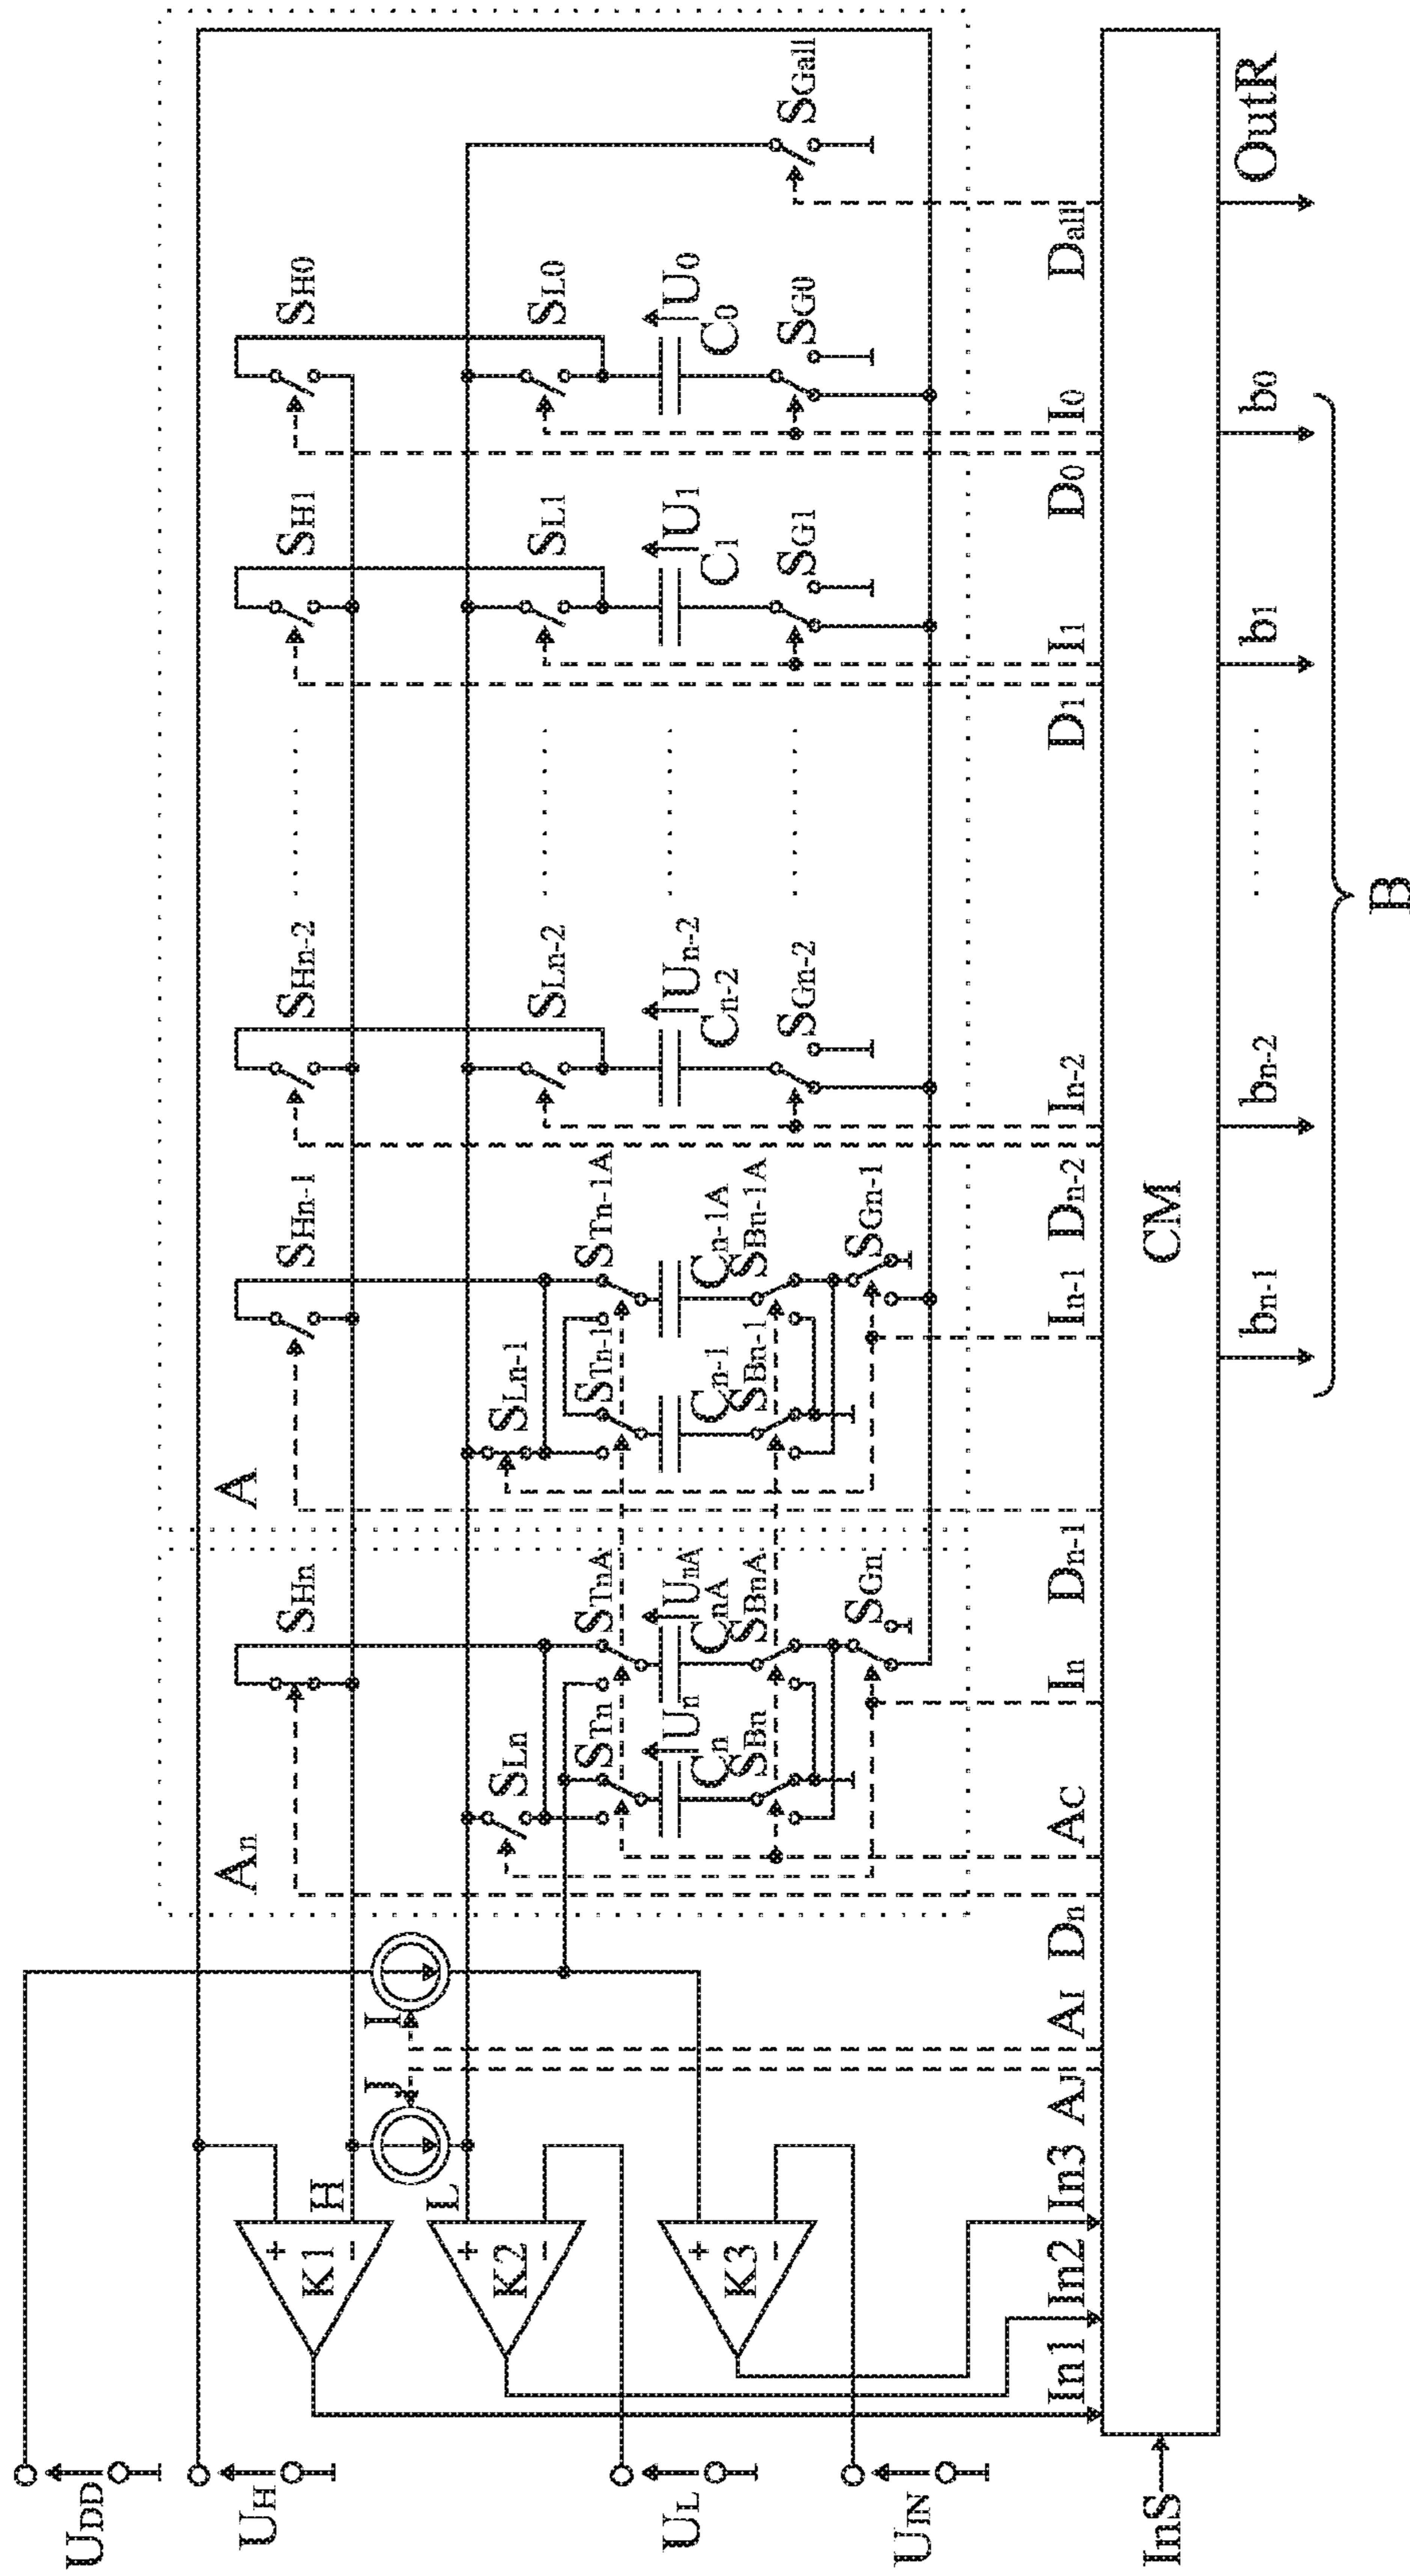 UDD
UH
UL
UIN
InS
K1
K2
K3
+
−
+
−
+
−
H
L
J
I
An
A
SHn
SHn-1
SHn-2
SH1
SH0
SLn
SLn-1
SLn-2
SL1
SL0
STn
STnA
STn-1
STn-1A
Un
UnA
Un-2
U1
U0
Cn
CnA
Cn-1
Cn-1A
Cn-2
C1
C0
SBn
SBnA
SBn-1
SBn-1A
SGn
SGn-1
SGn-2
SG1
SG0
SGall
In1 In2 In3 AJ AI Dn AC In Dn-1 In-1 Dn-2 In-2 D1 I1 D0 I0 Dall
CM
bn-1 bn-2 b1 b0 OutR
B